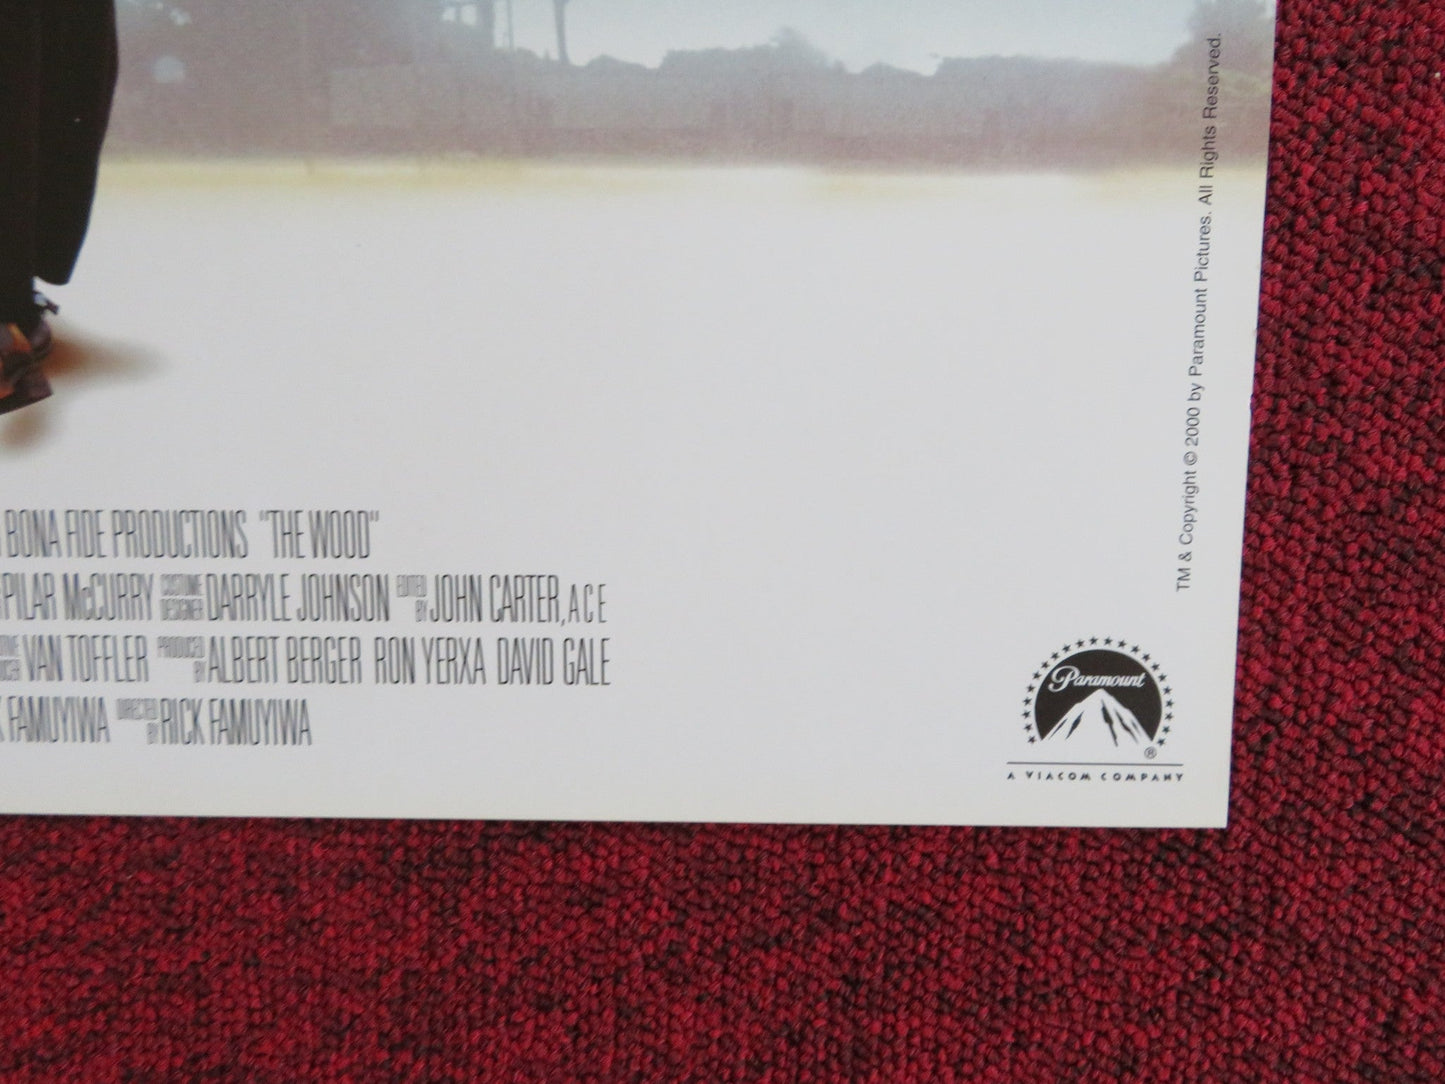 BONA FIDE PRODUCTIONS "THE WOOD"
PILAR McCURRY COSTUME DESIGNER DARRYLE JOHNSON EDITED BY JOHN CARTER, A C E
VAN TOFFLER PRODUCED BY ALBERT BERGER RON YERXA DAVID GALE
FAMUYIWA DIRECTED BY RICK FAMUYIWA
TM & Copyright © 2000 by Paramount Pictures. All Rights Reserved.
Paramount
®
A VIACOM COMPANY